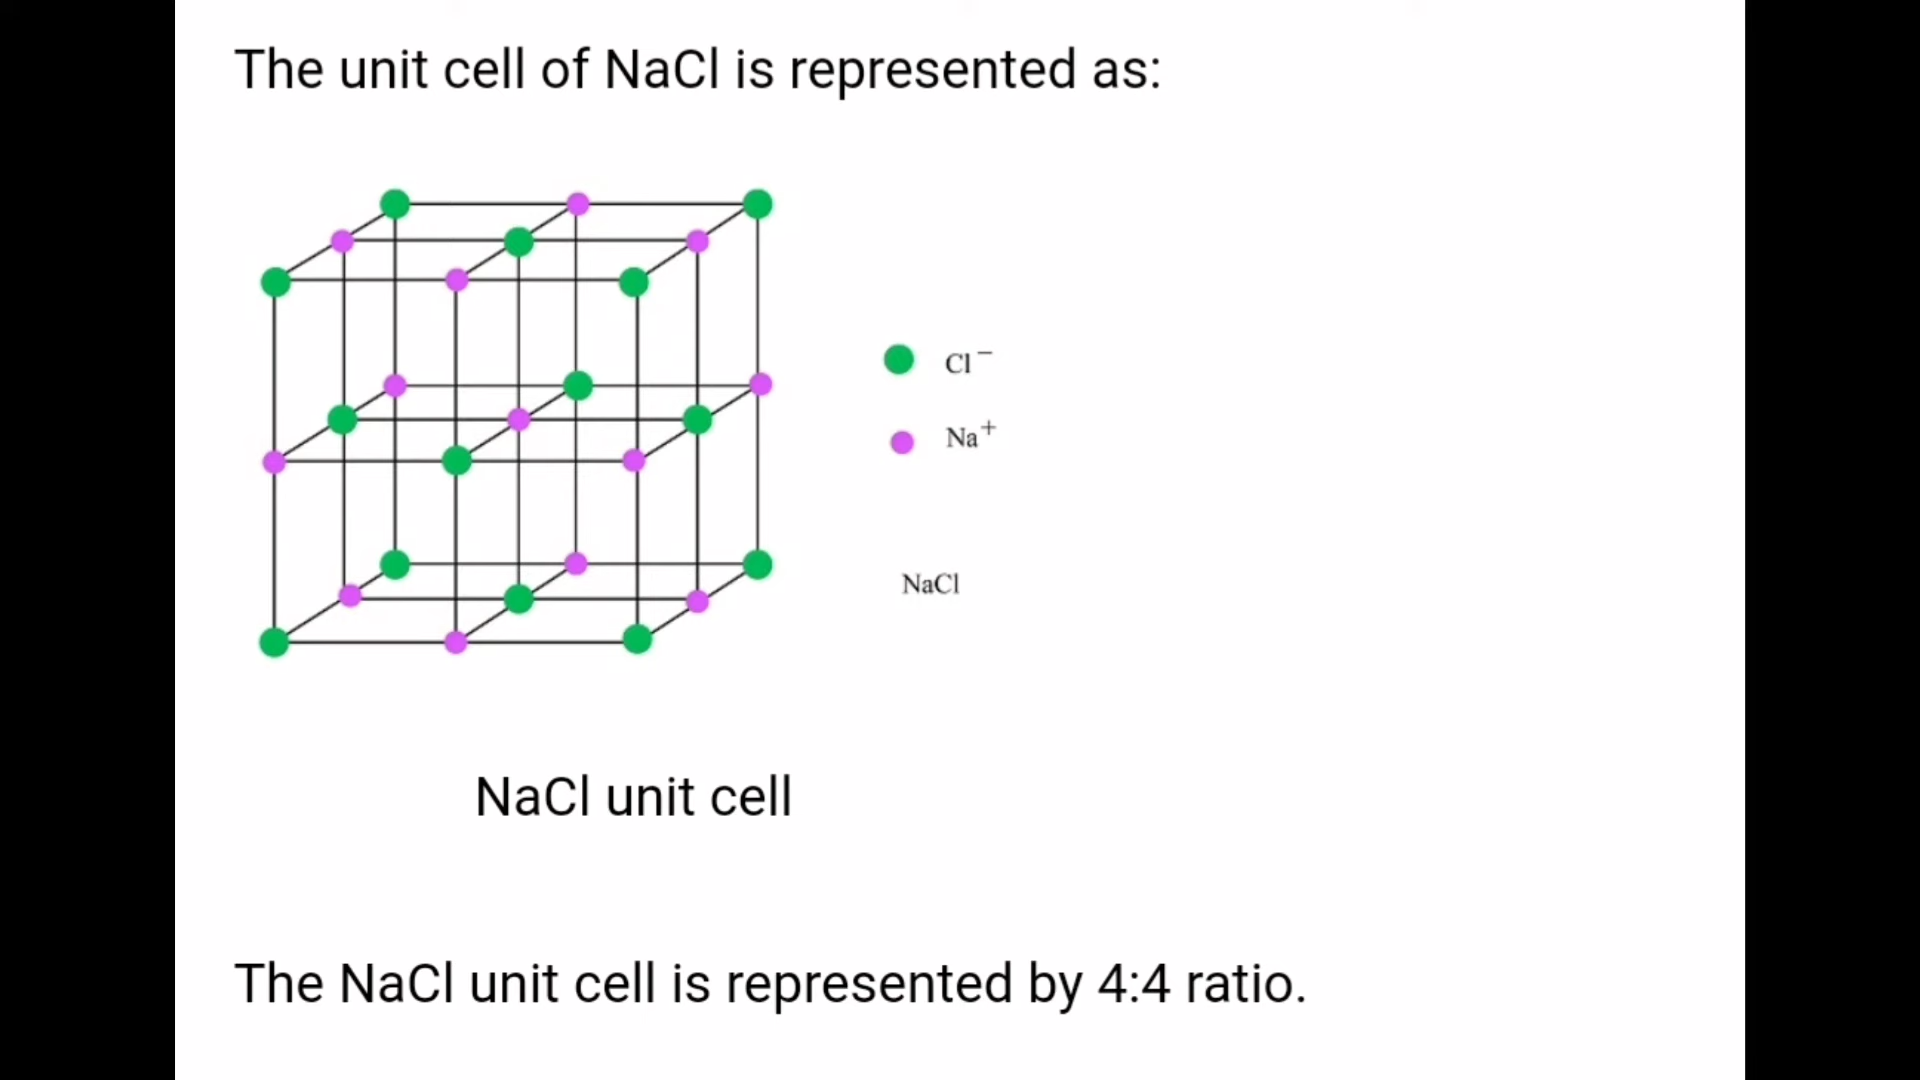 The unit cell of NaCl is represented as:
Cl⁻
Na⁺
NaCl
NaCl unit cell
The NaCl unit cell is represented by 4:4 ratio.